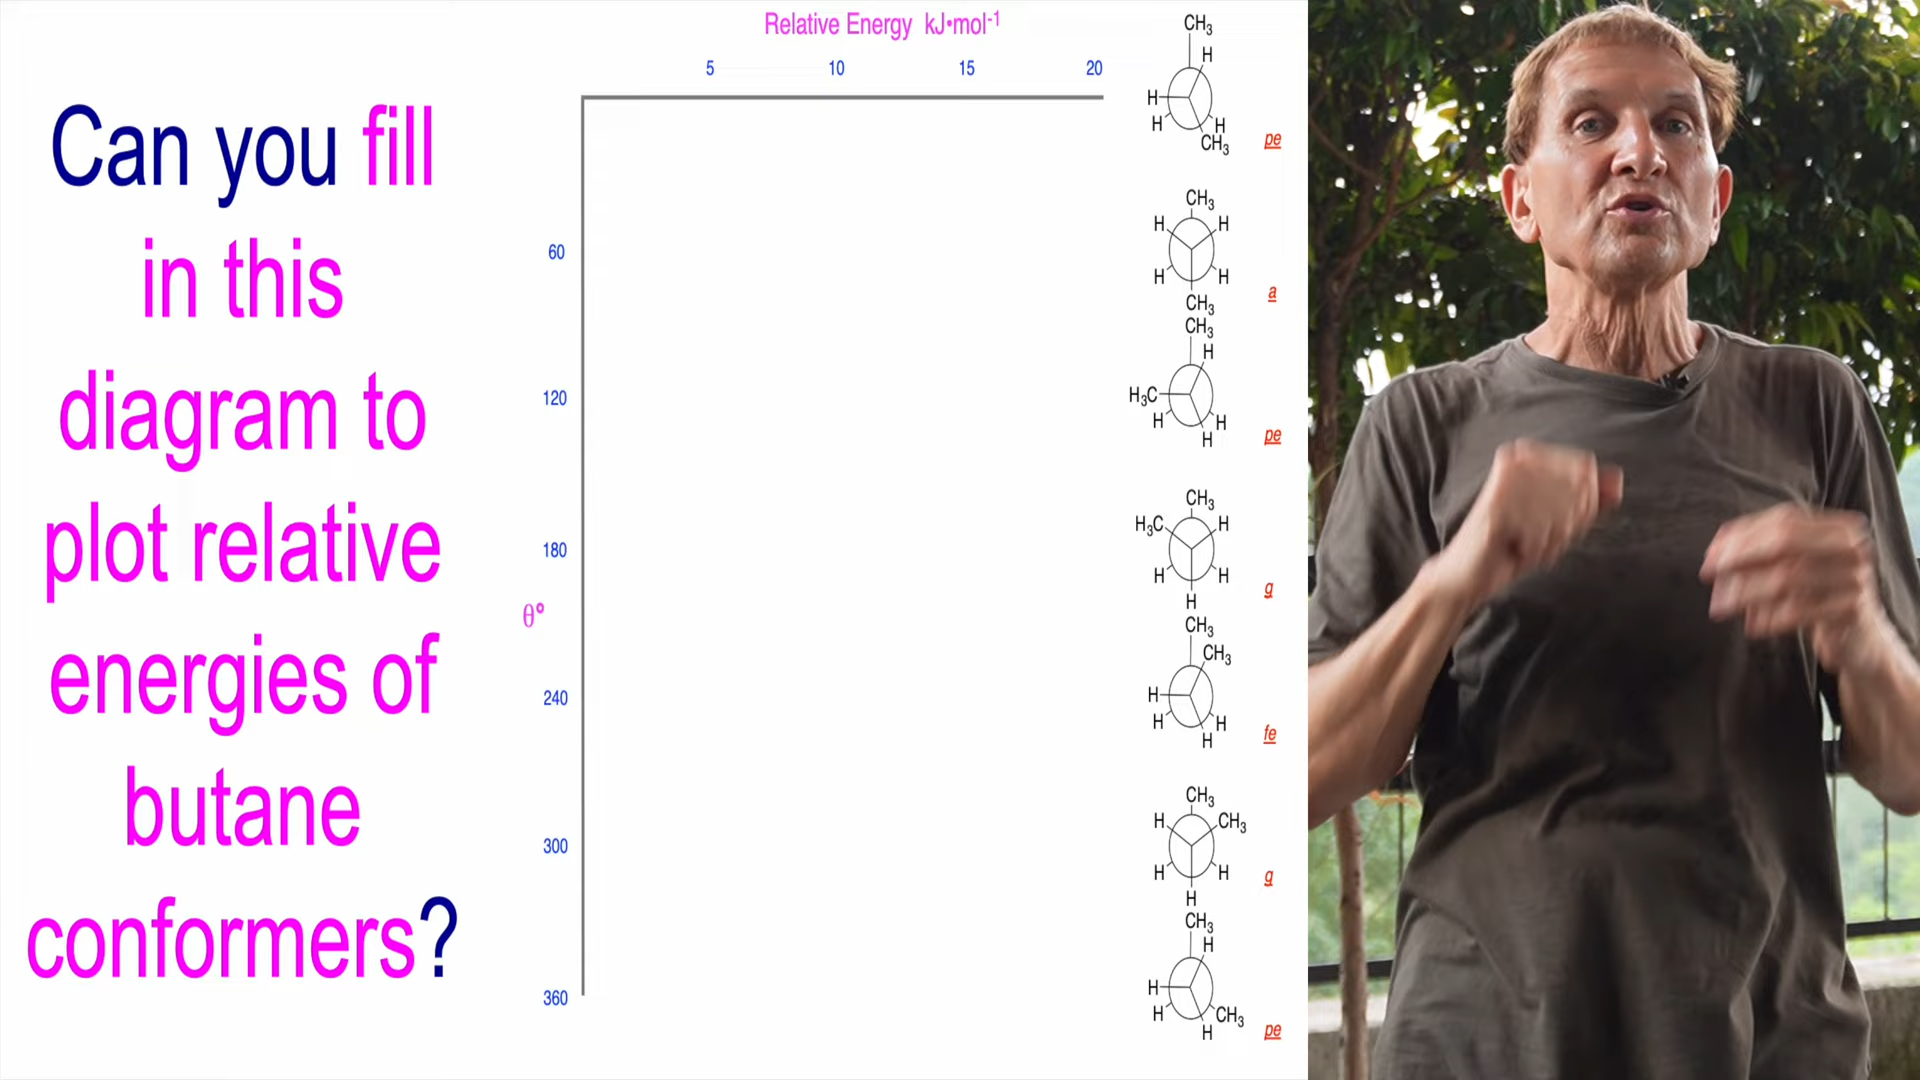 Can you fill
in this
diagram to
plot relative
energies of
butane
conformers?
Relative Energy kJ•mol⁻¹
5 10 15 20
60
120
180
θ°
240
300
360
CH₃
H
H
H
H
CH₃
pe
CH₃
H H
H H
CH₃
a
CH₃
H
H₃C
H H
H
pe
CH₃
H₃C H
H H
H
g
CH₃
CH₃
H
H H
H
fe
CH₃
H CH₃
H H
H
g
CH₃
H
H
H CH₃
H
pe